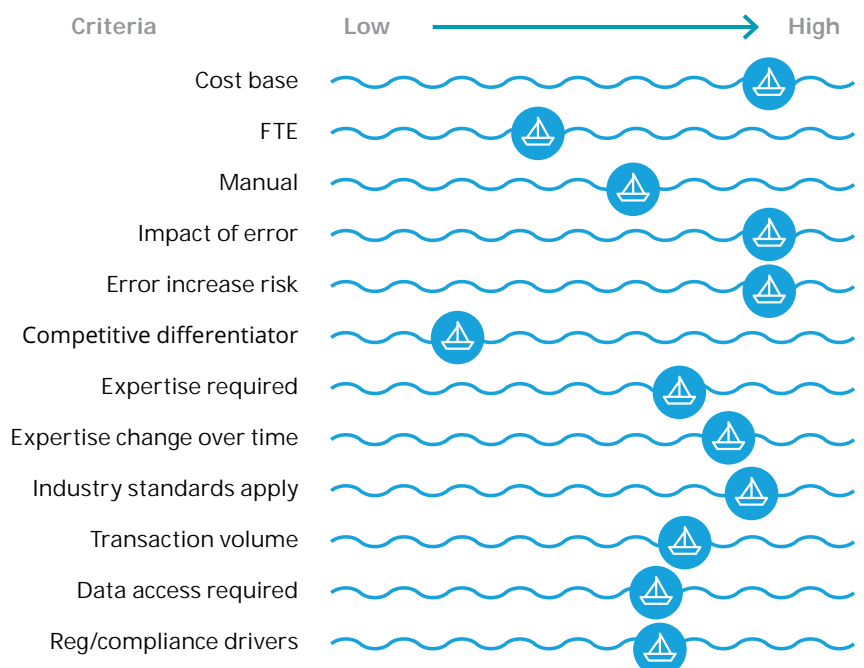 Criteria Low High
Cost base
FTE
Manual
Impact of error
Error increase risk
Competitive differentiator
Expertise required
Expertise change over time
Industry standards apply
Transaction volume
Data access required
Reg/compliance drivers